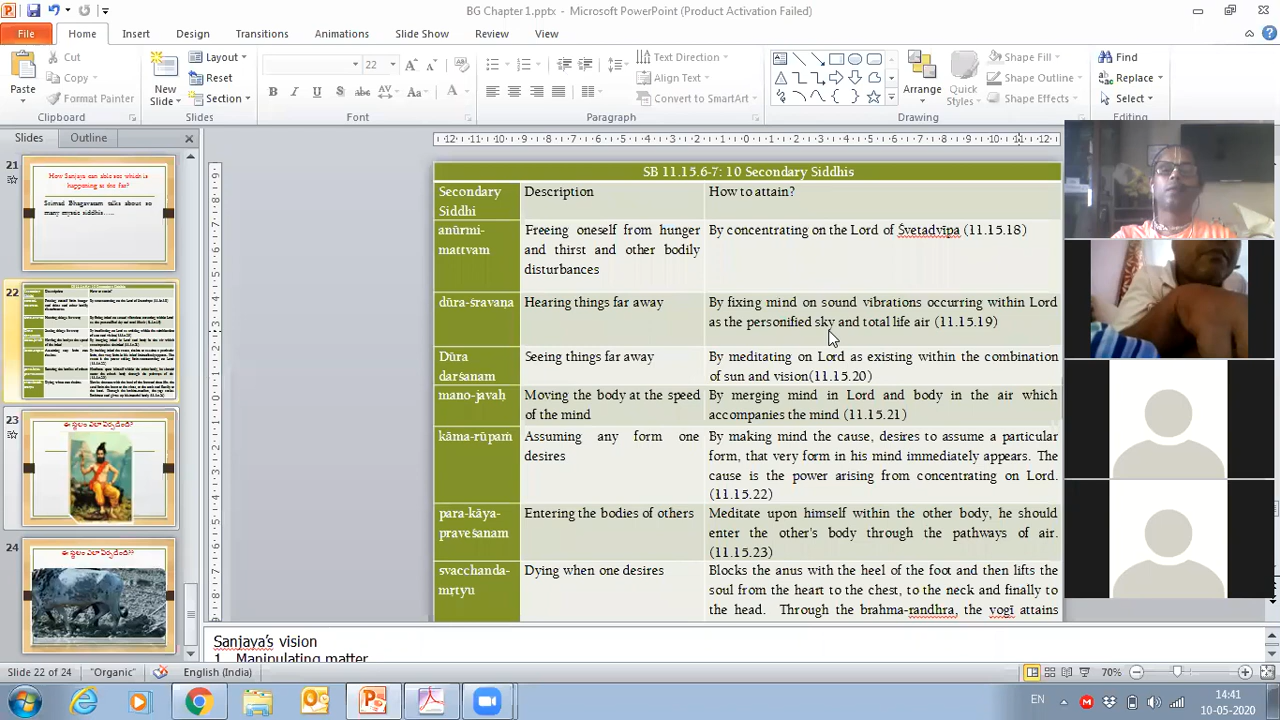 BG Chapter 1.pptx - Microsoft PowerPoint (Product Activation Failed)
File Home Insert Design Transitions Animations Slide Show Review View
Cut
Copy
Format Painter
Paste
Clipboard
New Slide
Layout
Reset
Section
Slides
22
Font
Text Direction
Align Text
Convert to SmartArt
Paragraph
Arrange
Quick Styles
Shape Fill
Shape Outline
Shape Effects
Drawing
Find
Replace
Select
Editing
Slides Outline
21
How Sanjaya can able see which is
happening at the far?
Srimad Bhagavatam talks about so
many mystic siddhis.....
22
23
24
SB 11.15.6-7: 10 Secondary Siddhis
Secondary Siddhi Description How to attain?
anūrmi-mattvam
Freeing oneself from hunger
and thirst and other bodily
disturbances
By concentrating on the Lord of Śvetadvīpa (11.15.18)
dūra-śravaṇa
Hearing things far away
By fixing mind on sound vibrations occurring within Lord
as the personified and total life air (11.15.19)
Dūra
darśanam
Seeing things far away
By meditating as existing within the combination
of sun and vision (11.15.20)
mano-javaḥ
Moving the body at the speed
of the mind
By merging mind in Lord and body in the air which
accompanies the mind (11.15.21)
kāma-rūpaṁ
Assuming any form one
desires
By making mind the cause, desires to assume a particular
form, that very form in his mind immediately appears. The
cause is the power arising from concentrating on Lord.
(11.15.22)
para-kāya-
praveśanam
Entering the bodies of others
Meditate upon himself within the other body, he should
enter the other's body through the pathways of air.
(11.15.23)
svacchanda-
mṛtyu
Dying when one desires
Blocks the anus with the heel of the foot and then lifts the
soul from the heart to the chest, to the neck and finally to
the head. Through the brahma-randhra, the yogī attains
Sanjaya's vision
1. Manipulating matter
Slide 22 of 24 "Organic" English (India) 70%
EN 14:41
10-05-2020